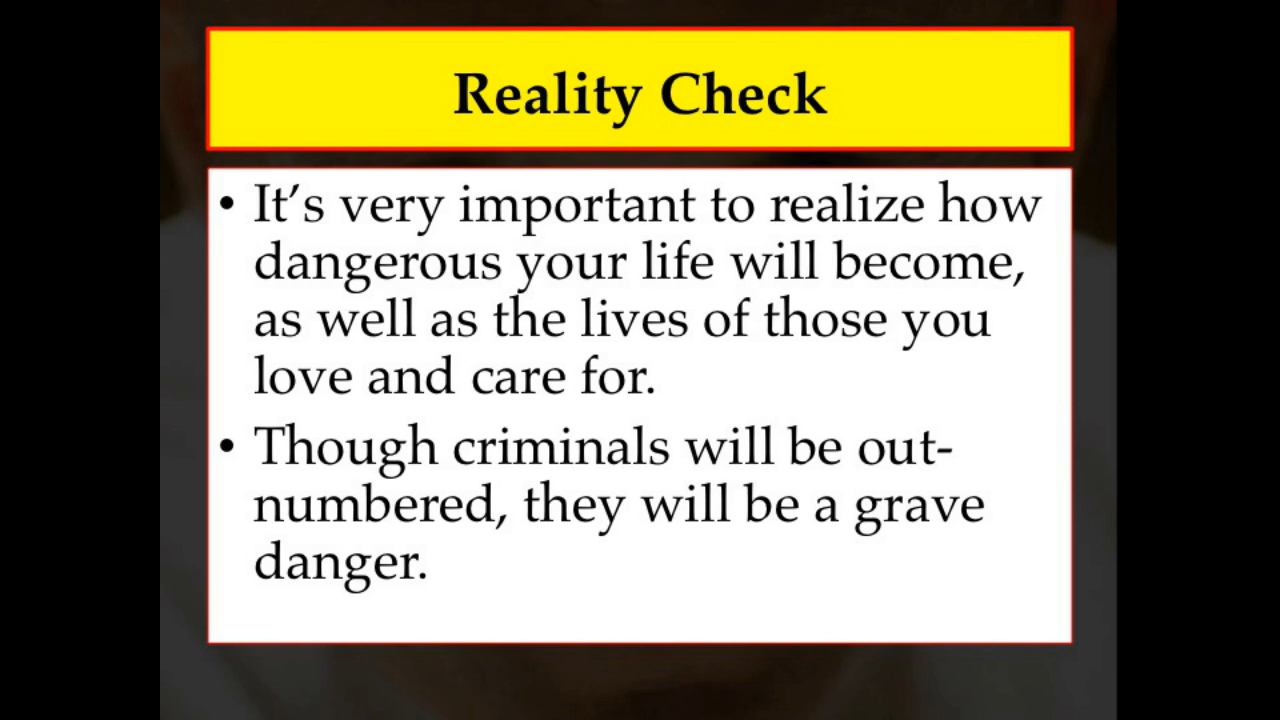 Reality Check
• It’s very important to realize how
dangerous your life will become,
as well as the lives of those you
love and care for.
• Though criminals will be out-
numbered, they will be a grave
danger.